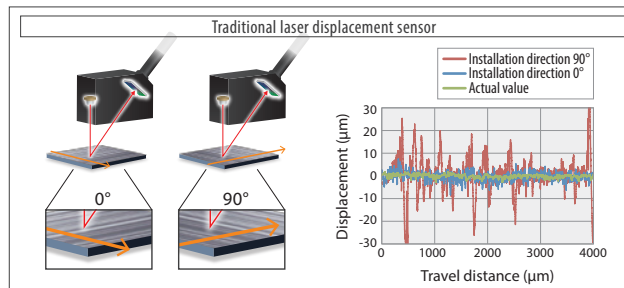 Traditional laser displacement sensor
0°
90°
Installation direction 90°
Installation direction 0°
Actual value
Displacement (μm)
30
20
10
0
-10
-20
-30
0
1000
2000
3000
4000
Travel distance (μm)